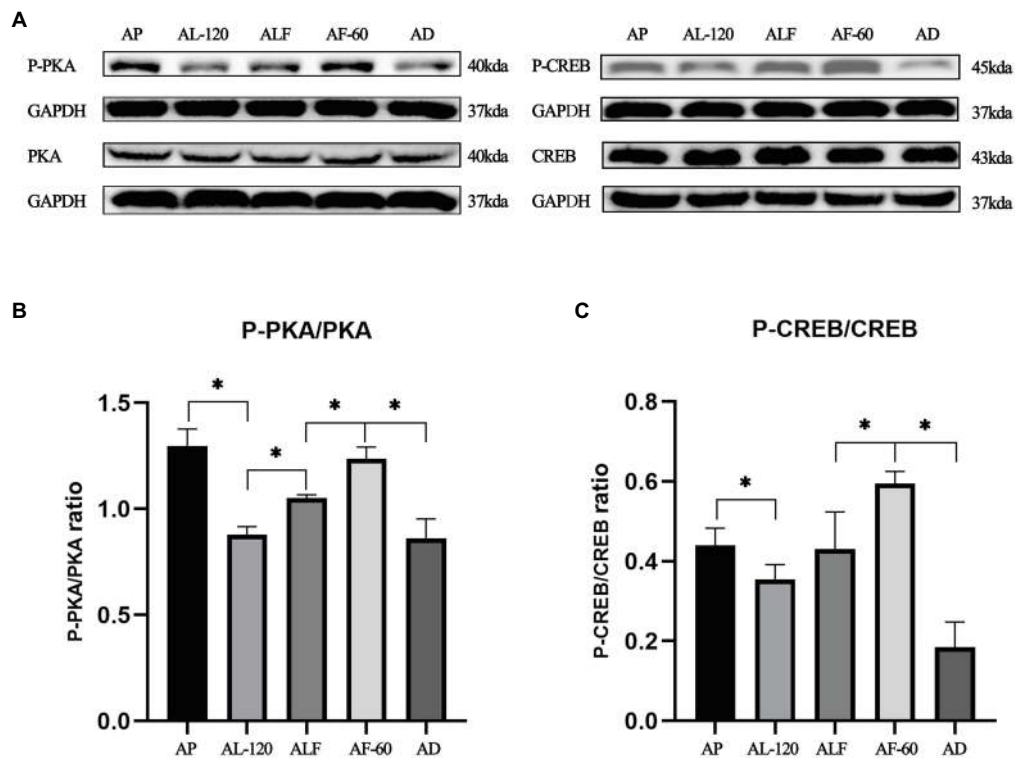 A
AP AL-120 ALF AF-60 AD
P-PKA 40kda
GAPDH 37kda
PKA 40kda
GAPDH 37kda
AP AL-120 ALF AF-60 AD
P-CREB 45kda
GAPDH 37kda
CREB 43kda
GAPDH 37kda
B
P-PKA/PKA
P-PKA/PKA ratio
1.5
1.0
0.5
0.0
* * * *
AP AL-120 ALF AF-60 AD
C
P-CREB/CREB
P-CREB/CREB ratio
0.8
0.6
0.4
0.2
0.0
* * *
AP AL-120 ALF AF-60 AD